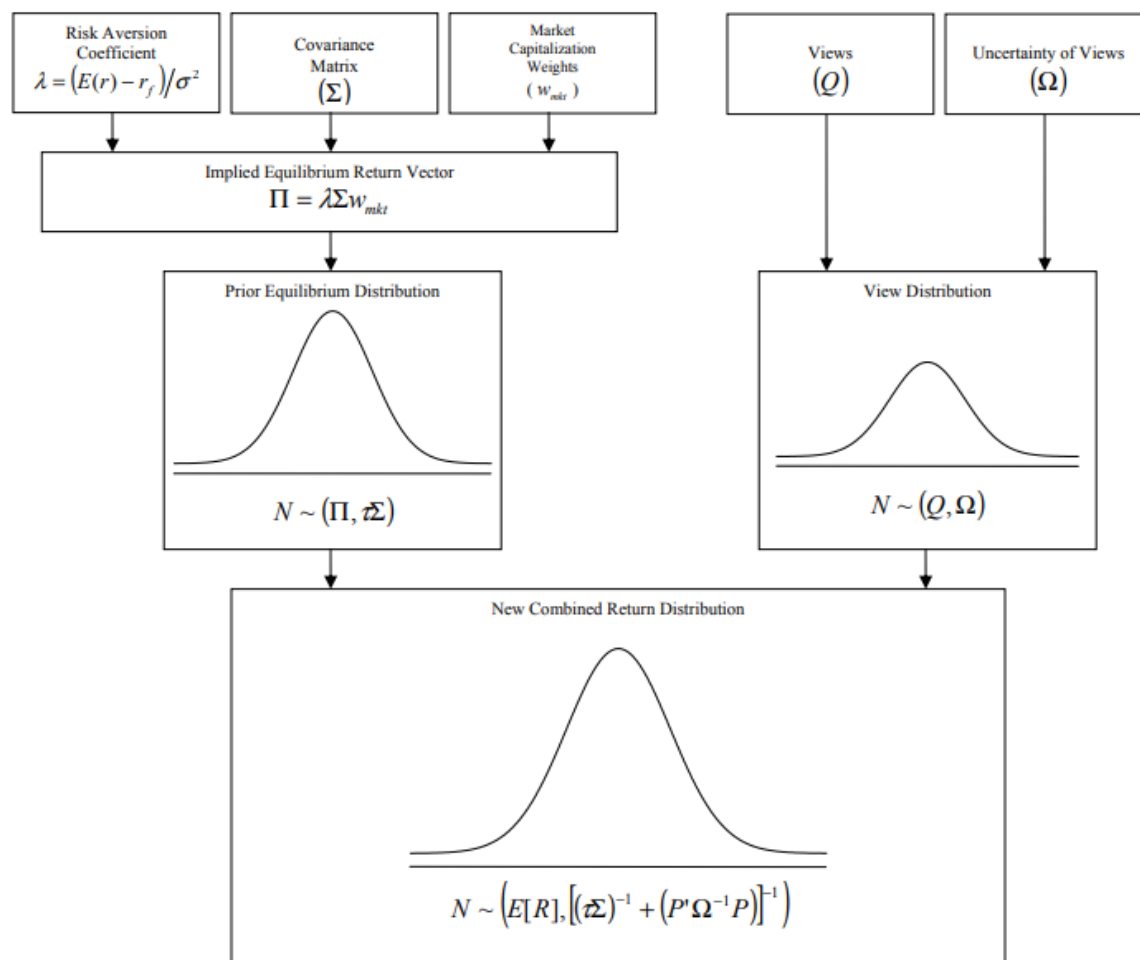 Risk Aversion
Coefficient
λ = (E(r) − r_f)/σ²
Covariance
Matrix
(Σ)
Market
Capitalization
Weights
( w_mkt )
Views
(Q)
Uncertainty of Views
(Ω)
Implied Equilibrium Return Vector
Π = λΣw_mkt
Prior Equilibrium Distribution
N ~ (Π, τΣ)
View Distribution
N ~ (Q, Ω)
New Combined Return Distribution
N ~ (E[R], [(τΣ)⁻¹ + (P'Ω⁻¹P)]⁻¹)